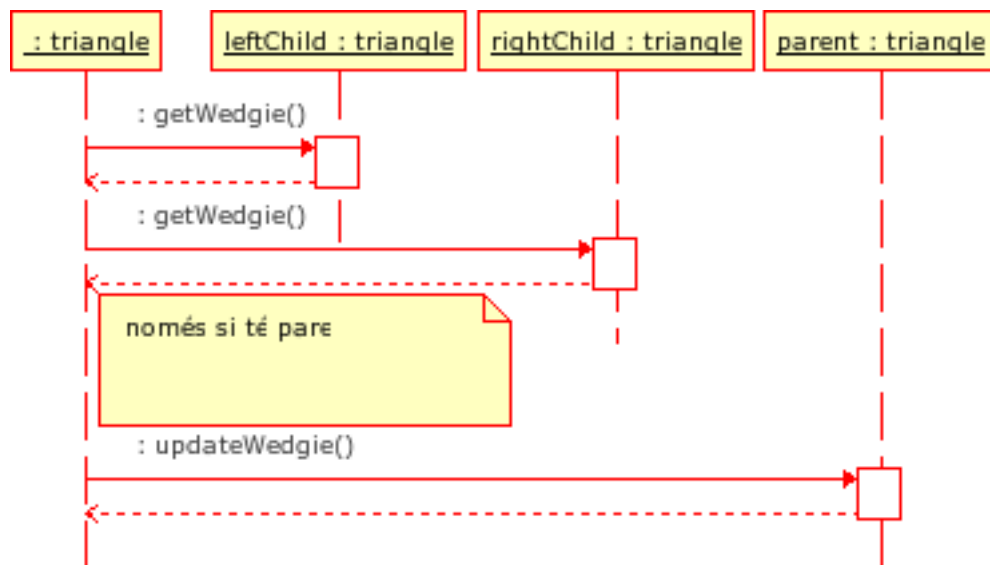 : triangle
leftChild : triangle
rightChild : triangle
parent : triangle
: getWedgie()
: getWedgie()
només si té pare
: updateWedgie()